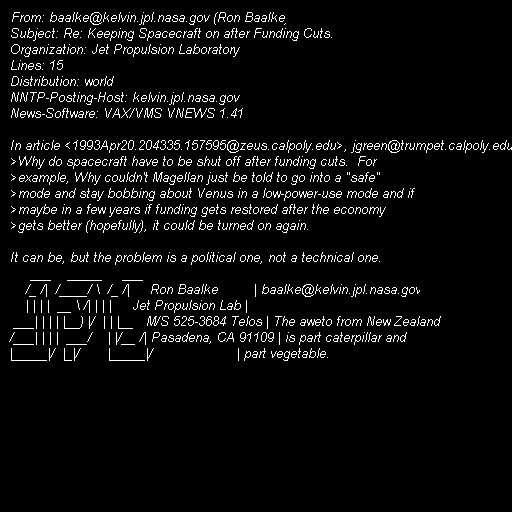 From: baalke@kelvin.jpl.nasa.gov (Ron Baalke)
Subject: Re: Keeping Spacecraft on after Funding Cuts.
Organization: Jet Propulsion Laboratory
Lines: 15
Distribution: world
NNTP-Posting-Host: kelvin.jpl.nasa.gov
News-Software: VAX/VMS VNEWS 1.41
In article <1993Apr20.204335.157595@zeus.calpoly.edu>, jgreen@trumpet.calpoly.edu
>Why do spacecraft have to be shut off after funding cuts.  For
>example, Why couldn't Magellan just be told to go into a "safe"
>mode and stay bobbing about Venus in a low-power-use mode and if
>maybe in a few years if funding gets restored after the economy
>gets better (hopefully), it could be turned on again.
It can be, but the problem is a political one, not a technical one.
___    _____     ___
/_ /|  /____/ \  /_ /|     Ron Baalke         | baalke@kelvin.jpl.nasa.gov
| | | |  __ \ /| | | |      Jet Propulsion Lab |
___| | | | |__) |/  | | |__   M/S 525-3684 Telos | The aweto from New Zealand
/___| | | |  ___/    | |/__ /| Pasadena, CA 91109 | is part caterpillar and
|_____|/  |_|/       |_____|/                    | part vegetable.